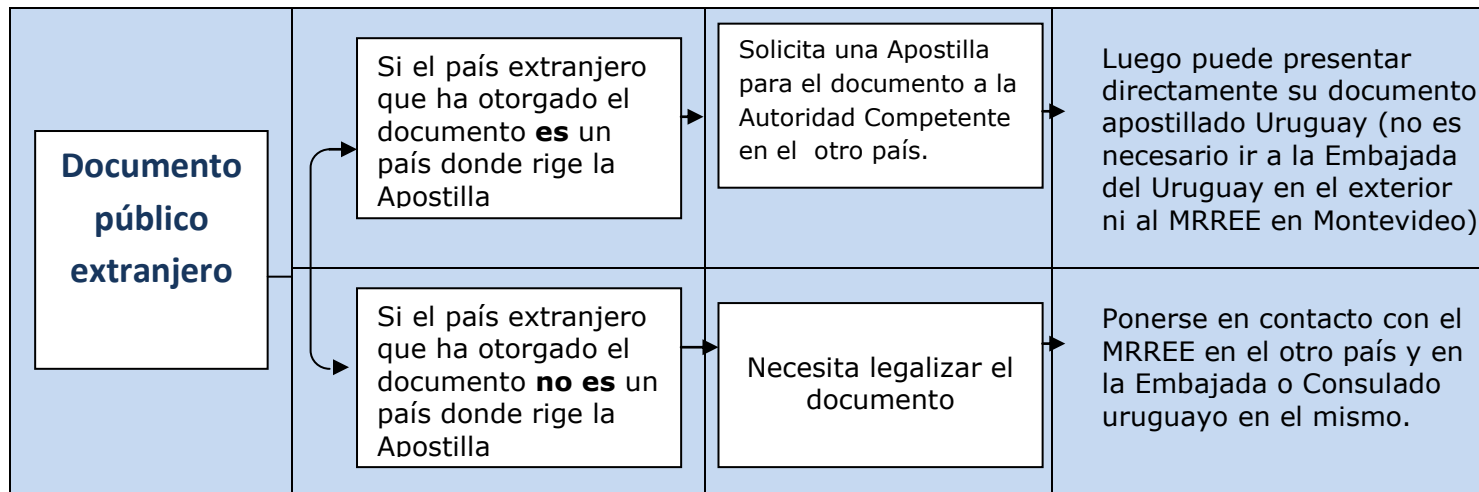 Documento
público
extranjero
Si el país extranjero
que ha otorgado el
documento es un
país donde rige la
Apostilla
Solicita una Apostilla
para el documento a la
Autoridad Competente
en el otro país.
Luego puede presentar
directamente su documento
apostillado Uruguay (no es
necesario ir a la Embajada
del Uruguay en el exterior
ni al MRREE en Montevideo)
Si el país extranjero
que ha otorgado el
documento no es un
país donde rige la
Apostilla
Necesita legalizar el
documento
Ponerse en contacto con el
MRREE en el otro país y en
la Embajada o Consulado
uruguayo en el mismo.